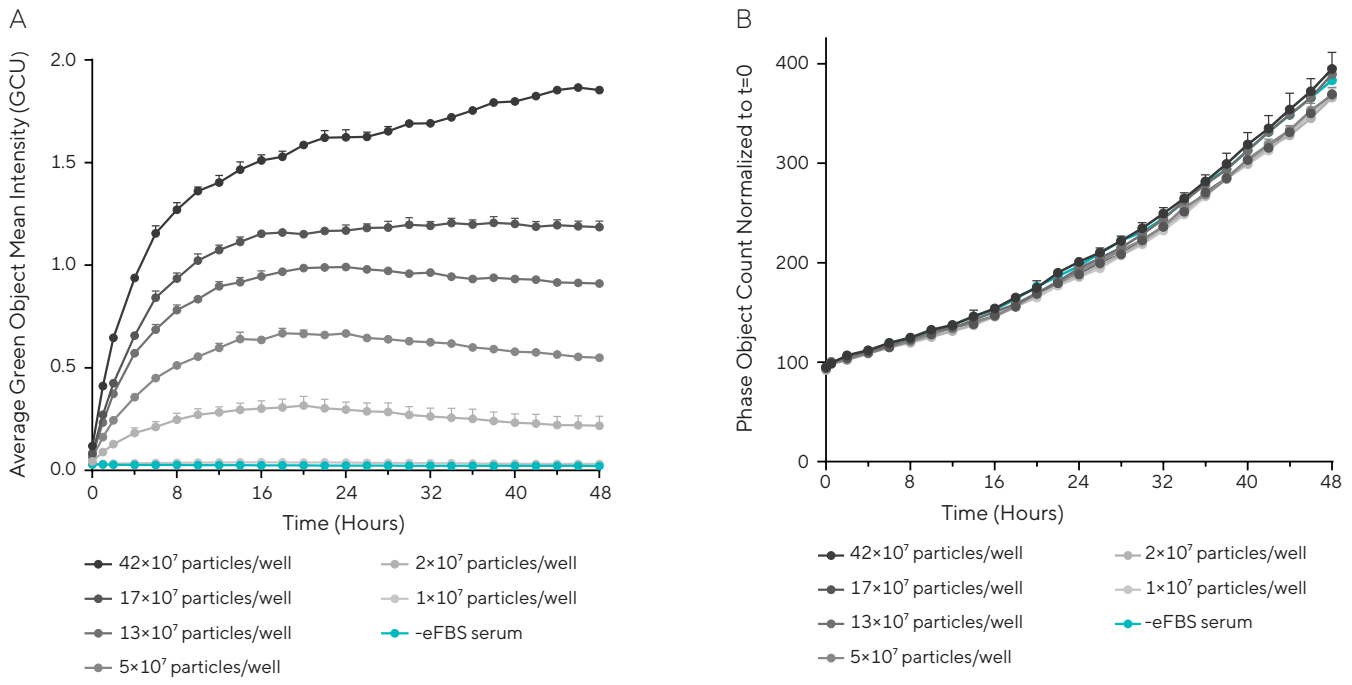 A
Average Green Object Mean Intensity (GCU)
2.0
1.5
1.0
0.5
0.0
0 8 16 24 32 40 48
Time (Hours)
42×10⁷ particles/well
17×10⁷ particles/well
13×10⁷ particles/well
5×10⁷ particles/well
2×10⁷ particles/well
1×10⁷ particles/well
-eFBS serum
B
Phase Object Count Normalized to t=0
400
300
200
100
0
0 8 16 24 32 40 48
Time (Hours)
42×10⁷ particles/well
17×10⁷ particles/well
13×10⁷ particles/well
5×10⁷ particles/well
2×10⁷ particles/well
1×10⁷ particles/well
-eFBS serum